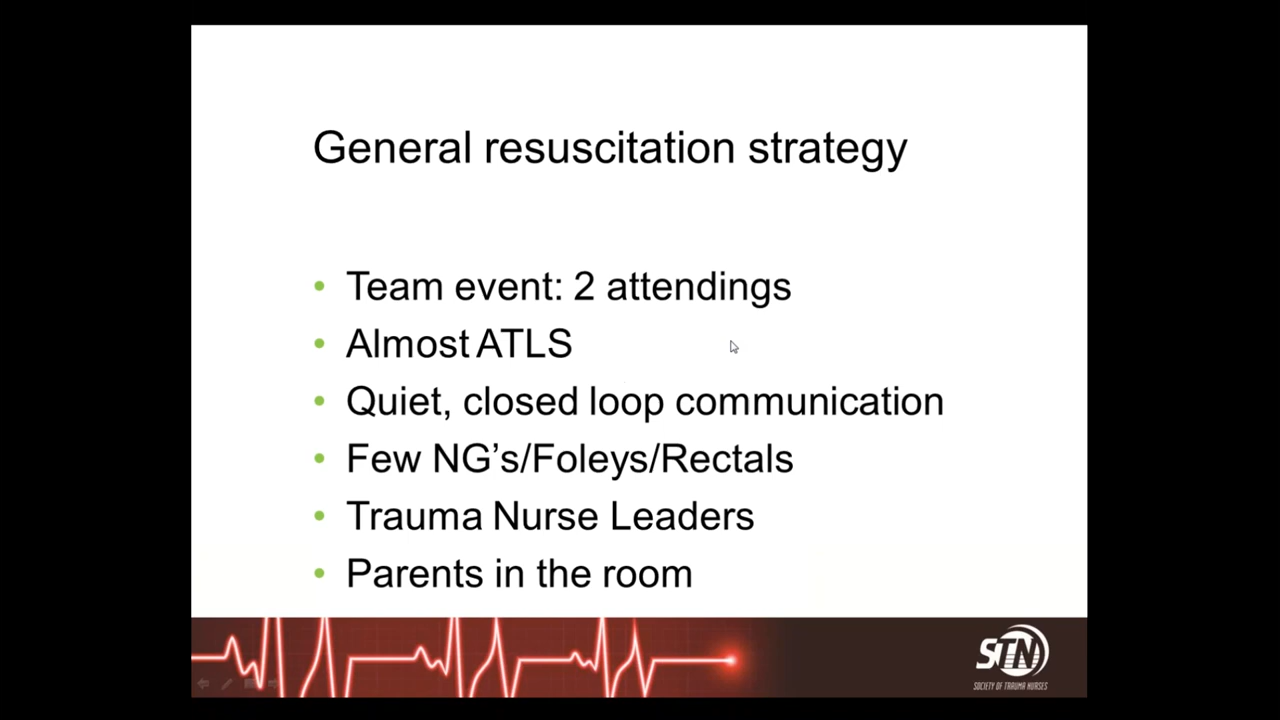 General resuscitation strategy
• Team event: 2 attendings
• Almost ATLS
• Quiet, closed loop communication
• Few NG’s/Foleys/Rectals
• Trauma Nurse Leaders
• Parents in the room
STN
SOCIETY OF TRAUMA NURSES